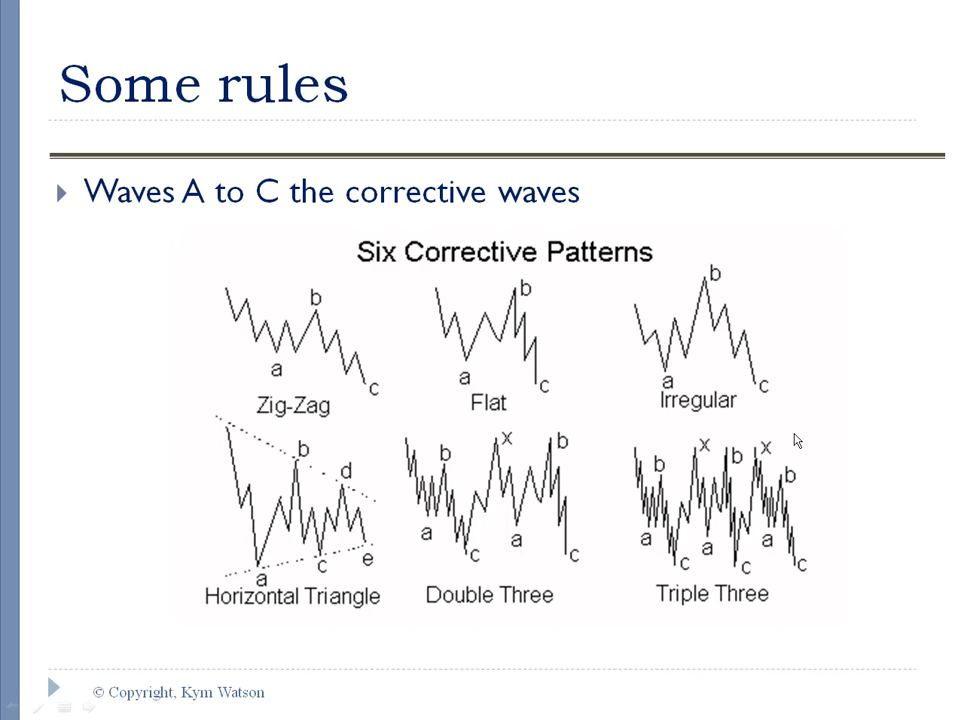 Some rules
Waves A to C the corrective waves
Six Corrective Patterns
b
a
c
Zig-Zag
b
a
c
Flat
b
a
c
Irregular
b
d
a
c
e
Horizontal Triangle
b
x
b
a
c
a
c
Double Three
b
x
b
x
b
a
c
a
c
a
c
Triple Three
© Copyright, Kym Watson